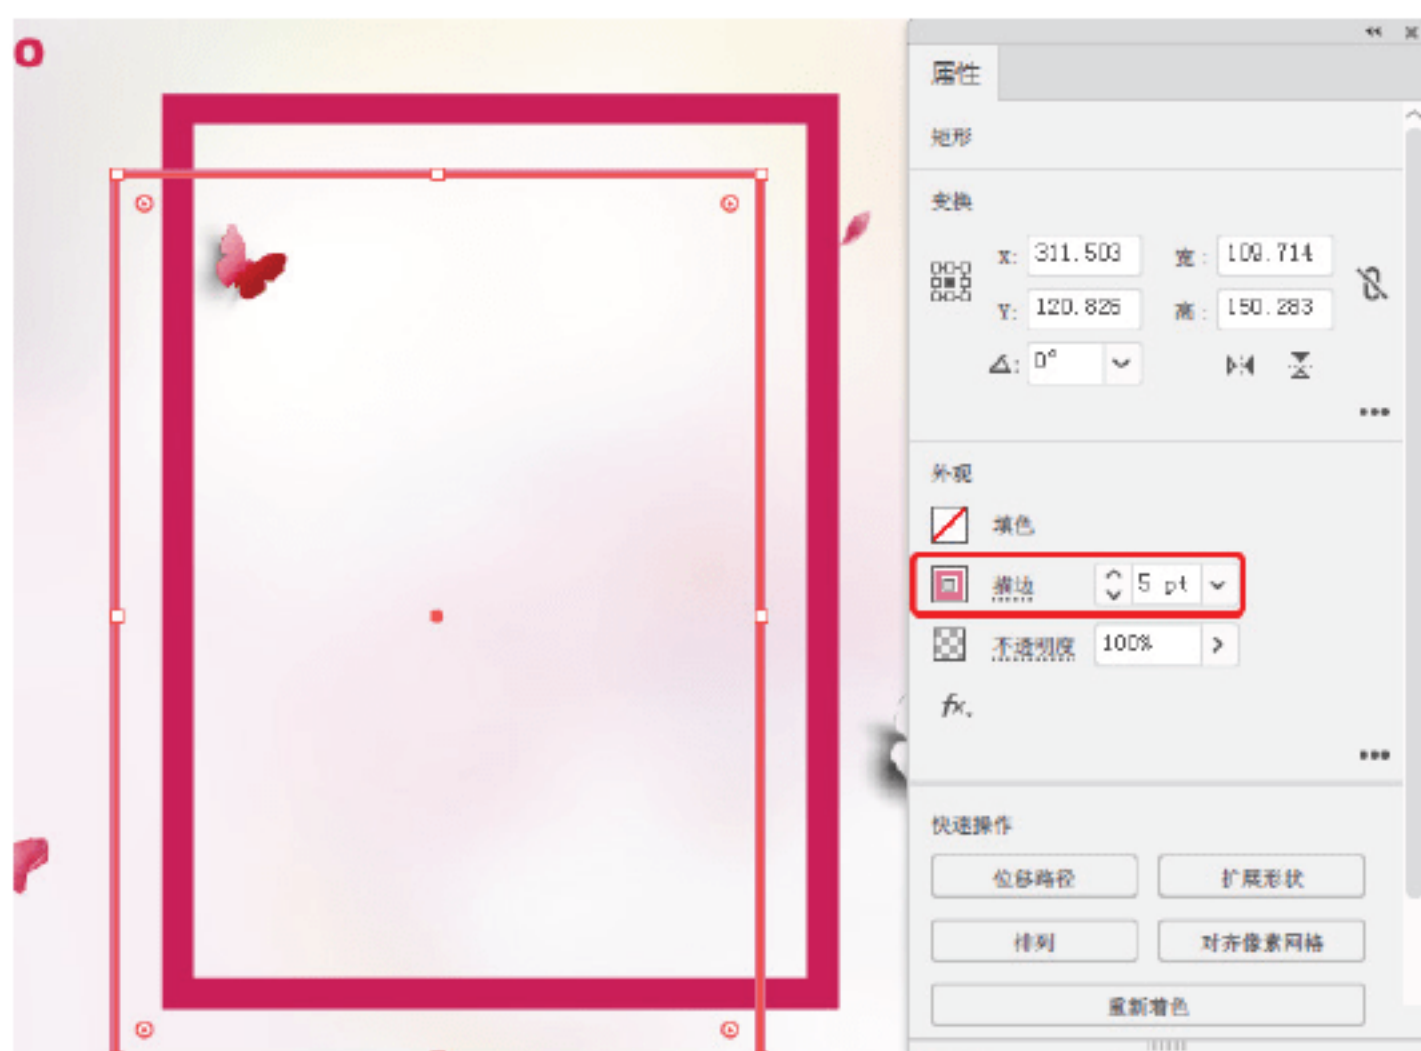 o
属性
矩形
变换
X: 311.503 宽: 109.714
Y: 120.826 高: 150.283
0°
外观
填色
描边 5 pt
不透明度 100%
fx.
快速操作
位移路径 扩展形状
排列 对齐像素网格
重新着色